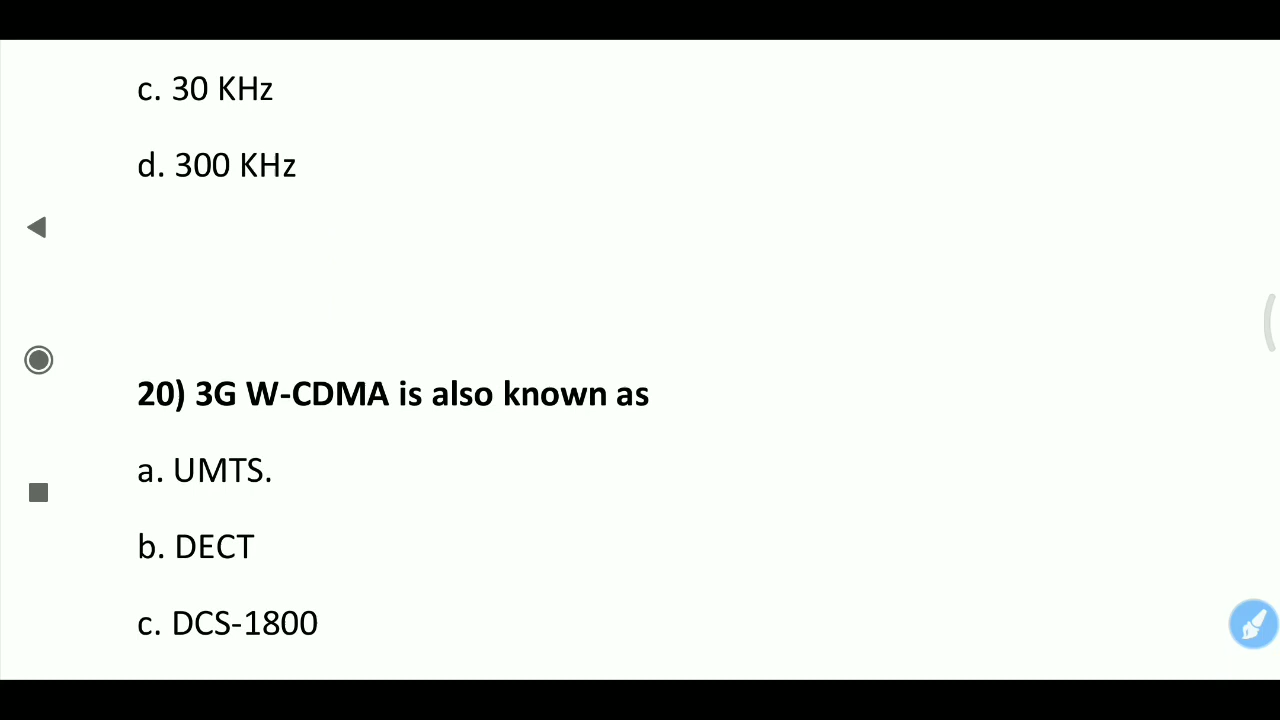 c. 30 KHz
d. 300 KHz
20) 3G W-CDMA is also known as
a. UMTS.
b. DECT
c. DCS-1800